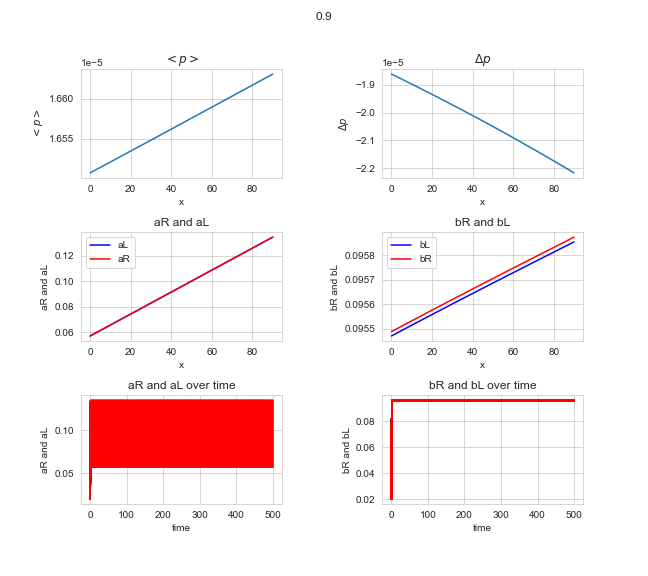 0.9
< p >
Δp
1e−5
1e−5
1.660
1.655
< p >
0 20 40 60 80
x
−1.9
−2.0
−2.1
−2.2
Δp
0 20 40 60 80
x
aR and aL
bR and bL
aL
aR
0.12
0.10
0.08
0.06
aR and aL
0 20 40 60 80
x
bL
bR
0.0958
0.0957
0.0956
0.0955
bR and bL
0 20 40 60 80
x
aR and aL over time
bR and bL over time
0.10
0.05
aR and aL
0 100 200 300 400 500
time
0.08
0.06
0.04
0.02
bR and bL
0 100 200 300 400 500
time